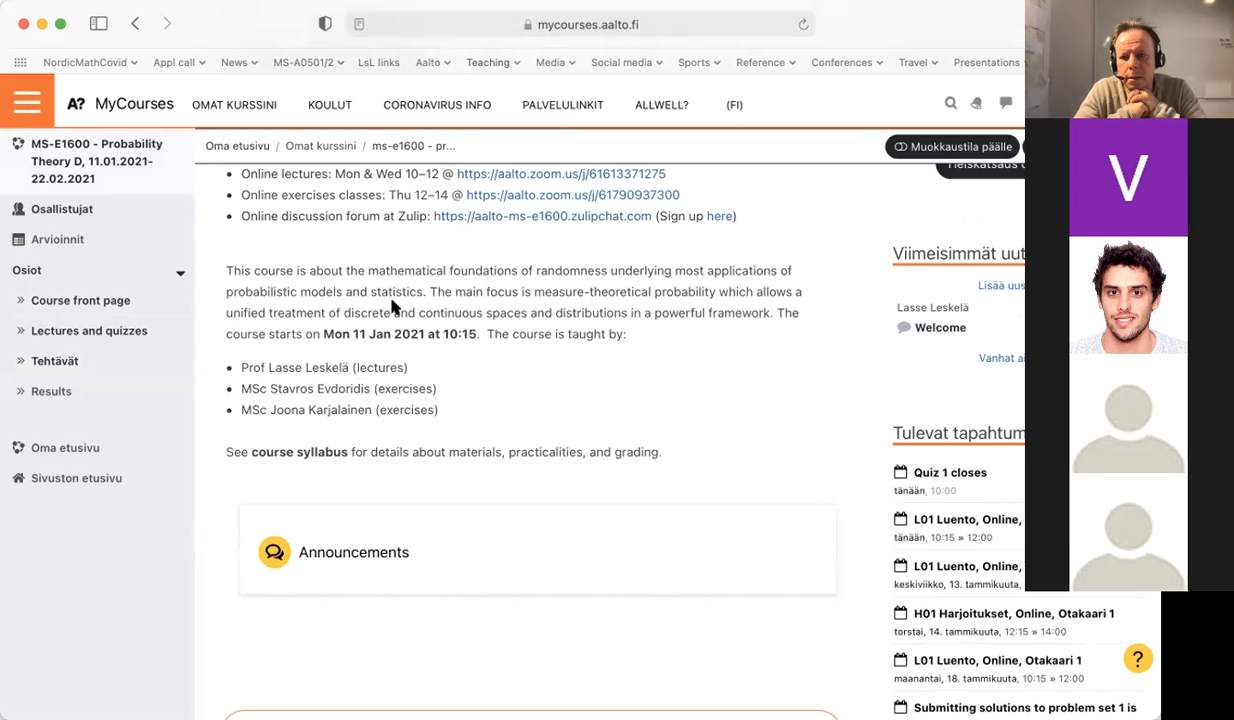 mycourses.aalto.fi
NordicMathCovid Appl call News MS-A0501/2 LsL links Aalto Teaching Media Social media Sports Reference Conferences Travel Presentations
A? MyCourses OMAT KURSSINI KOULUT CORONAVIRUS INFO PALVELULINKIT ALLWELL? (FI)
MS-E1600 - Probability
Theory D, 11.01.2021-
22.02.2021
Osallistujat
Arvioinnit
Osiot
Course front page
Lectures and quizzes
Tehtävät
Results
Oma etusivu
Sivuston etusivu
Oma etusivu / Omat kurssini / ms-e1600 - pr...
Muokkaustila päälle
• Online lectures: Mon & Wed 10–12 @ https://aalto.zoom.us/j/61613371275
• Online exercises classes: Thu 12–14 @ https://aalto.zoom.us/j/61790937300
• Online discussion forum at Zulip: https://aalto-ms-e1600.zulipchat.com (Sign up here)
This course is about the mathematical foundations of randomness underlying most applications of
probabilistic models and statistics. The main focus is measure-theoretical probability which allows a
unified treatment of discrete and continuous spaces and distributions in a powerful framework. The
course starts on Mon 11 Jan 2021 at 10:15. The course is taught by:
• Prof Lasse Leskelä (lectures)
• MSc Stavros Evdoridis (exercises)
• MSc Joona Karjalainen (exercises)
See course syllabus for details about materials, practicalities, and grading.
Announcements
Viimeisimmät uut
Lisää uus
Lasse Leskelä
Welcome
Vanhat ai
Tulevat tapahtum
Quiz 1 closes
tänään, 10:00
L01 Luento, Online,
tänään, 10:15 » 12:00
L01 Luento, Online,
keskiviikko, 13. tammikuuta,
H01 Harjoitukset, Online, Otakaari 1
torstai, 14. tammikuuta, 12:15 » 14:00
L01 Luento, Online, Otakaari 1
maanantai, 18. tammikuuta, 10:15 » 12:00
Submitting solutions to problem set 1 is
?
V